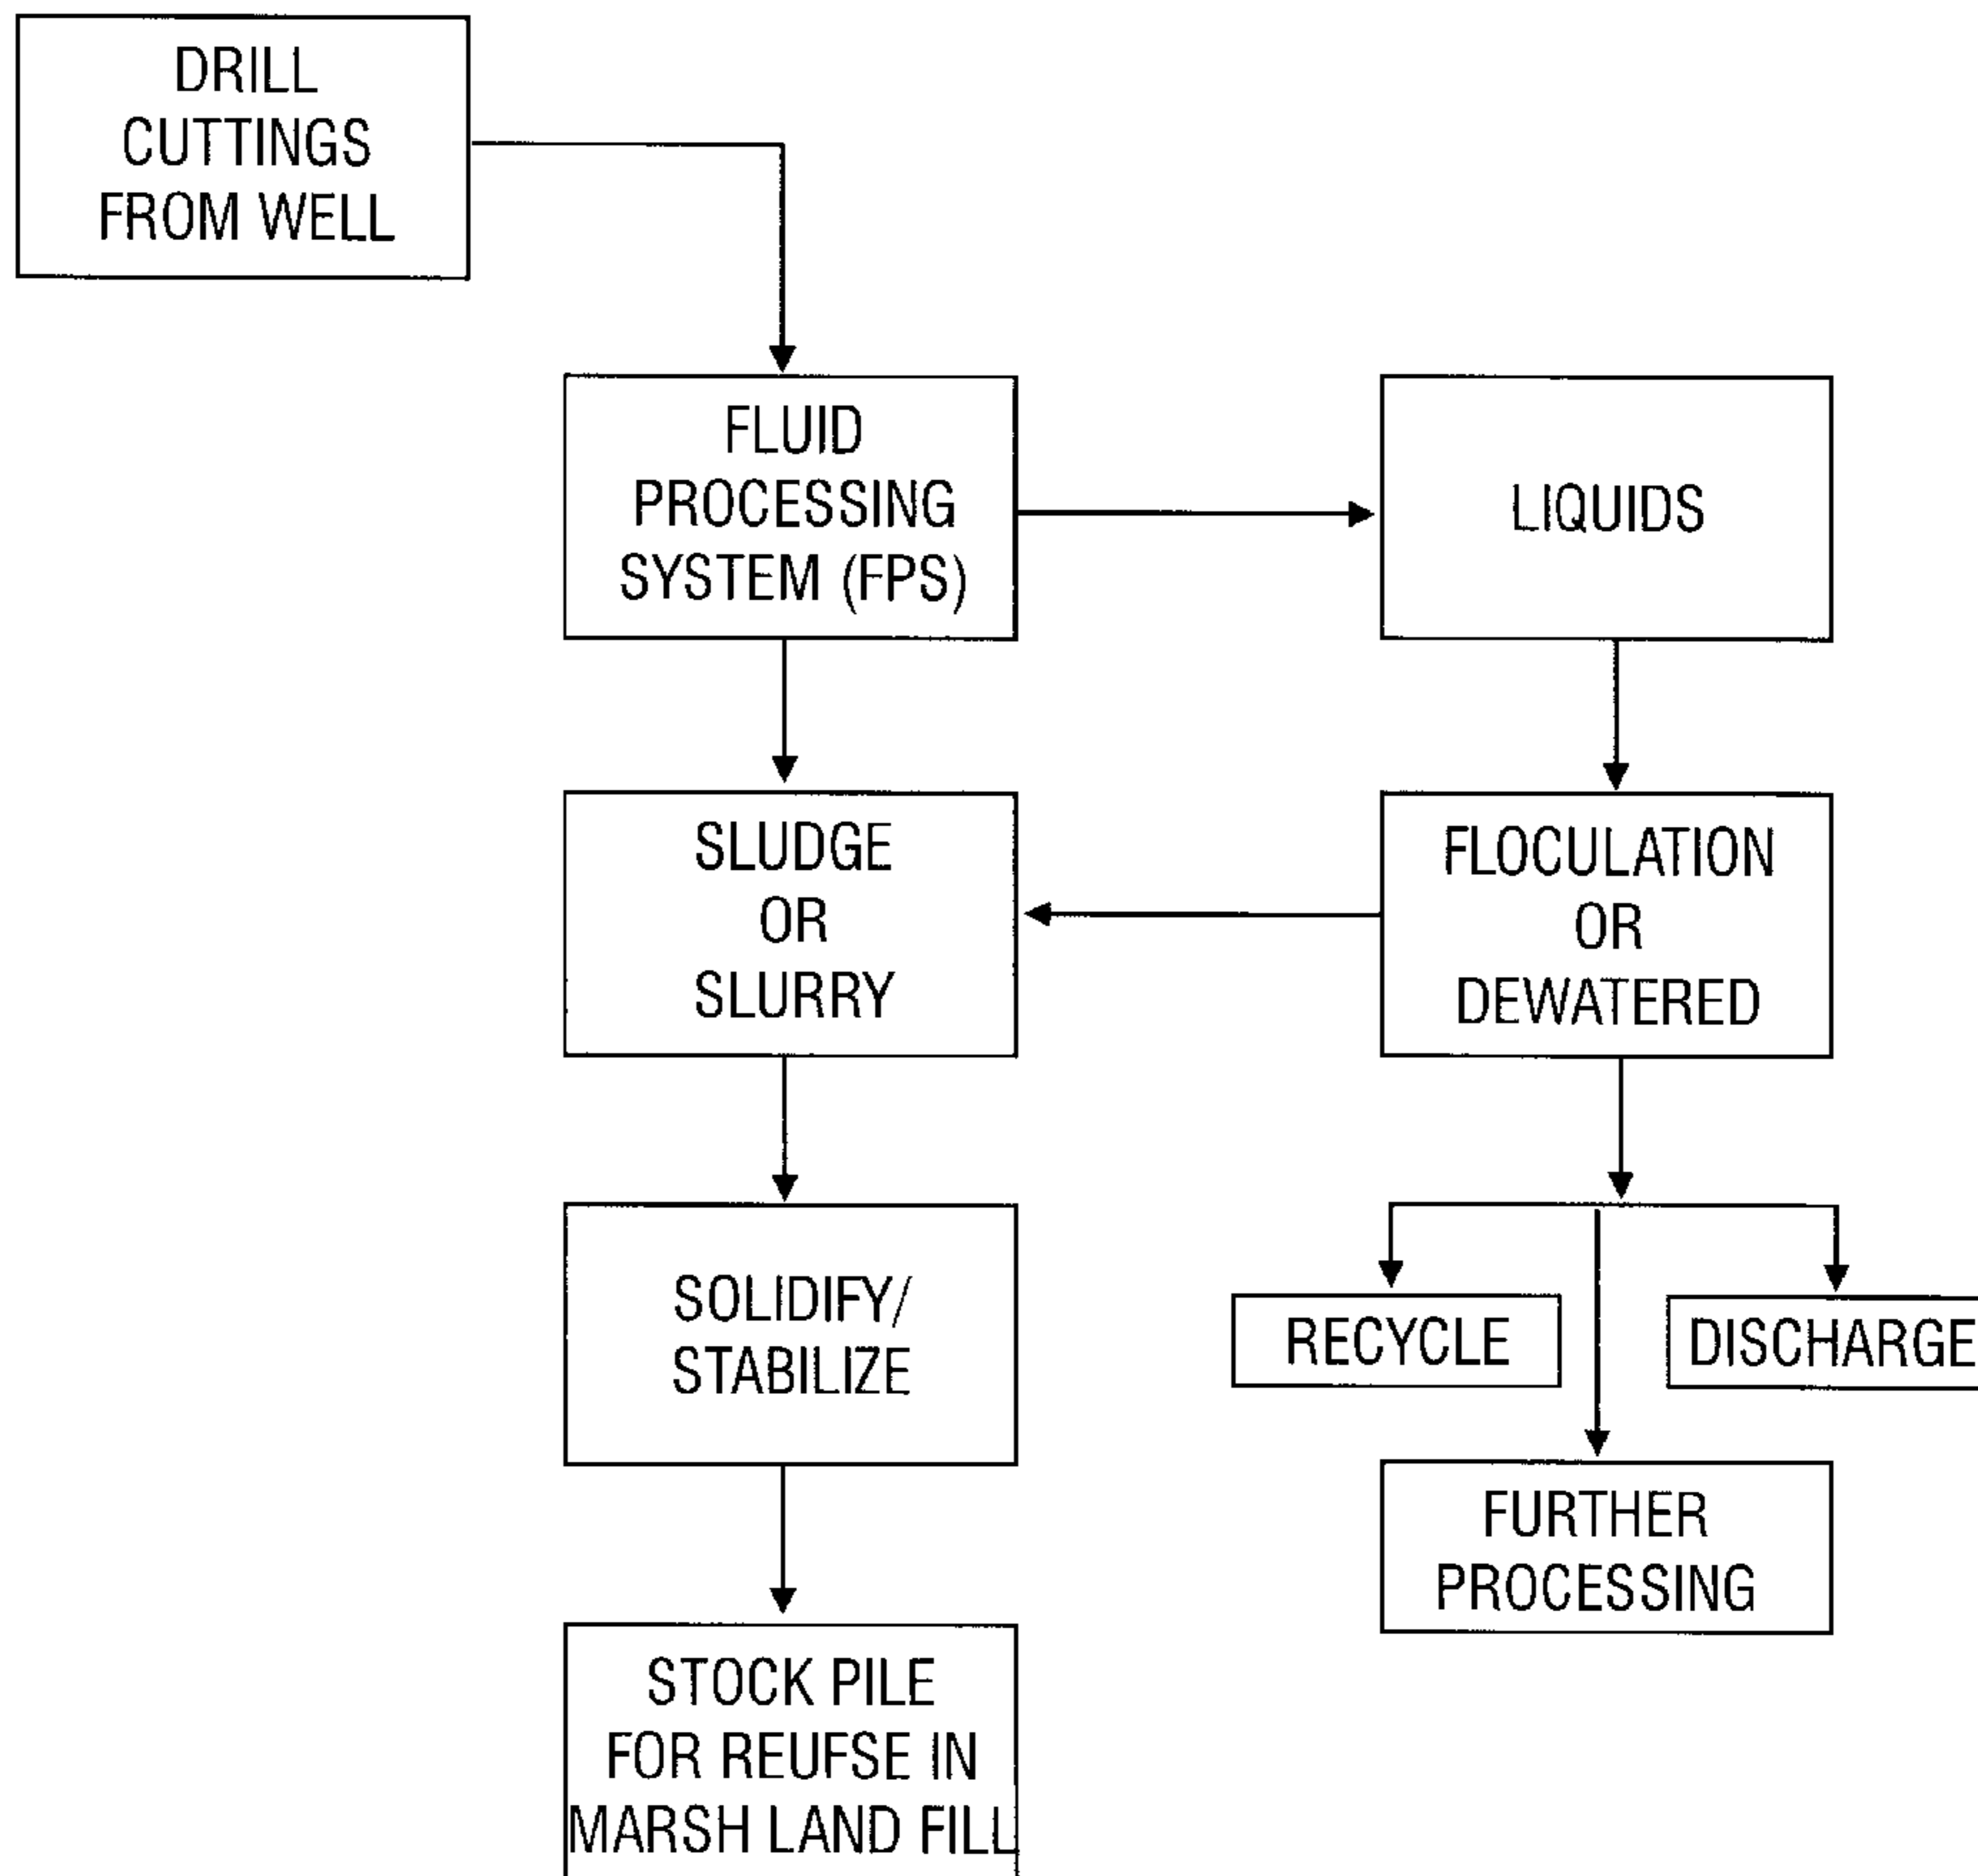 DRILL
CUTTINGS
FROM WELL
FLUID
PROCESSING
SYSTEM (FPS)
LIQUIDS
SLUDGE
OR
SLURRY
FLOCULATION
OR
DEWATERED
SOLIDIFY/
STABILIZE
RECYCLE
DISCHARGE
FURTHER
PROCESSING
STOCK PILE
FOR REUFSE IN
MARSH LAND FILL